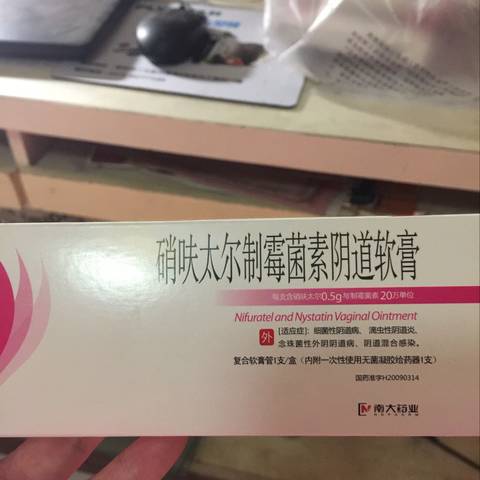 硝呋太尔制霉菌素阴道软膏
每支含硝呋太尔0.5g与制霉菌素20万单位
Nifuratel and Nystatin Vaginal Ointment
外
[适应症]: 细菌性阴道病、滴虫性阴道炎、
念珠菌性外阴阴道病、阴道混合感染。
复合软膏管1支/盒（内附一次性使用无菌凝胶给药器1支）
国药准字H20090314
南大药业